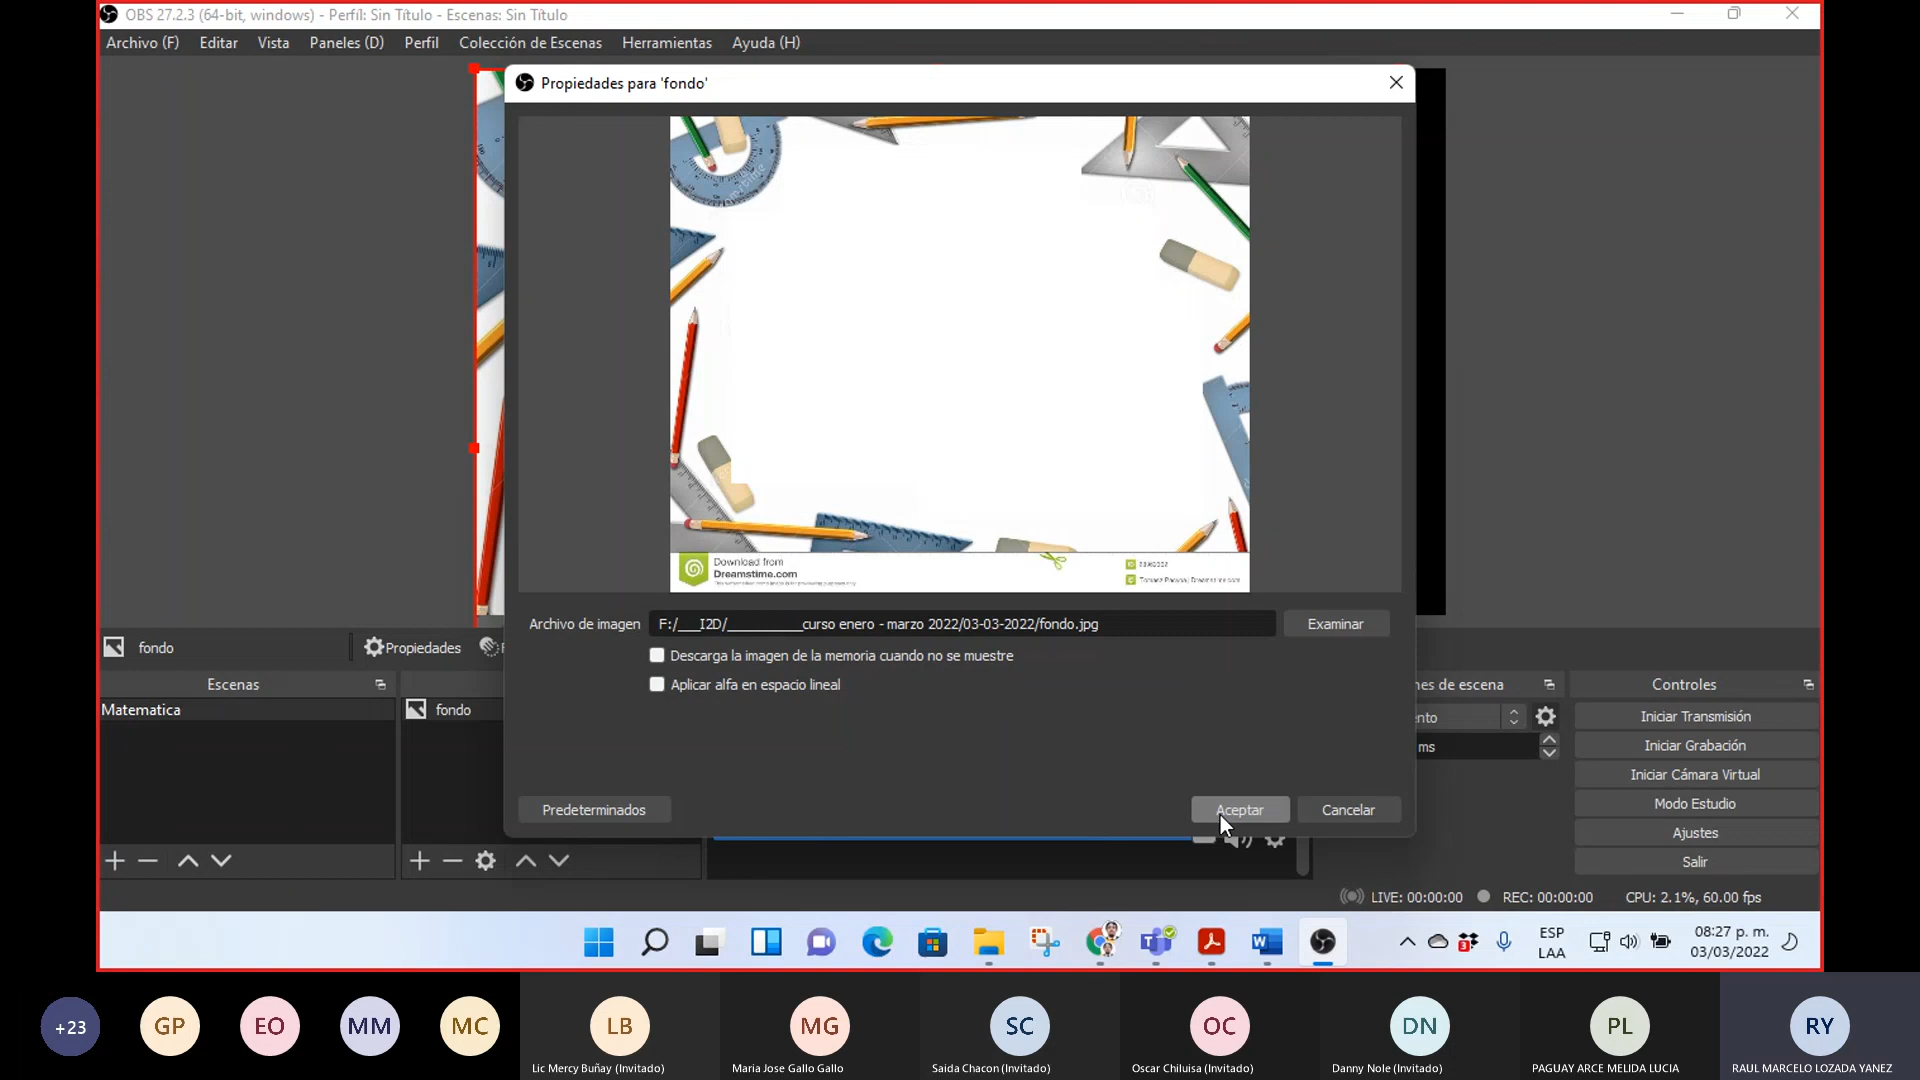 OBS 27.2.3 (64-bit, windows) - Perfil: Sin Título - Escenas: Sin Título
Archivo (F) Editar Vista Paneles (D) Perfil Colección de Escenas Herramientas Ayuda (H)
Propiedades para 'fondo'
Download from
Dreamstime.com
Archivo de imagen F:/___I2D/__________curso enero - marzo 2022/03-03-2022/fondo.jpg Examinar
Descarga la imagen de la memoria cuando no se muestre
Aplicar alfa en espacio lineal
Predeterminados Aceptar Cancelar
fondo Propiedades
Escenas
Matematica
fondo
nes de escena
nto
ms
Controles
Iniciar Transmisión
Iniciar Grabación
Iniciar Cámara Virtual
Modo Estudio
Ajustes
Salir
LIVE: 00:00:00 REC: 00:00:00 CPU: 2.1%, 60.00 fps
3
ESP
LAA
08:27 p. m.
03/03/2022
+23 GP EO MM MC LB MG SC OC DN PL RY
Lic Mercy Buñay (Invitado) Maria Jose Gallo Gallo Saida Chacon (Invitado) Oscar Chiluisa (Invitado) Danny Nole (Invitado) PAGUAY ARCE MELIDA LUCIA RAUL MARCELO LOZADA YANEZ